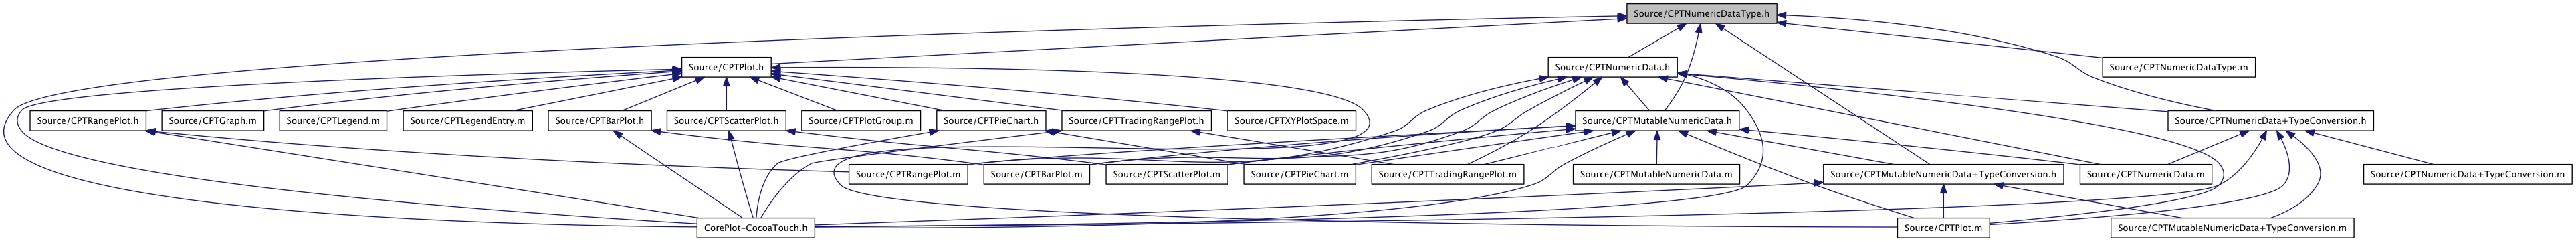 Source/CPTNumericDataType.h
Source/CPTPlot.h
Source/CPTNumericData.h
Source/CPTNumericDataType.m
Source/CPTRangePlot.h
Source/CPTGraph.m
Source/CPTLegend.m
Source/CPTLegendEntry.m
Source/CPTBarPlot.h
Source/CPTScatterPlot.h
Source/CPTPlotGroup.m
Source/CPTPieChart.h
Source/CPTTradingRangePlot.h
Source/CPTXYPlotSpace.m
Source/CPTMutableNumericData.h
Source/CPTNumericData+TypeConversion.h
Source/CPTRangePlot.m
Source/CPTBarPlot.m
Source/CPTScatterPlot.m
Source/CPTPieChart.m
Source/CPTTradingRangePlot.m
Source/CPTMutableNumericData.m
Source/CPTMutableNumericData+TypeConversion.h
Source/CPTNumericData.m
Source/CPTNumericData+TypeConversion.m
CorePlot-CocoaTouch.h
Source/CPTPlot.m
Source/CPTMutableNumericData+TypeConversion.m